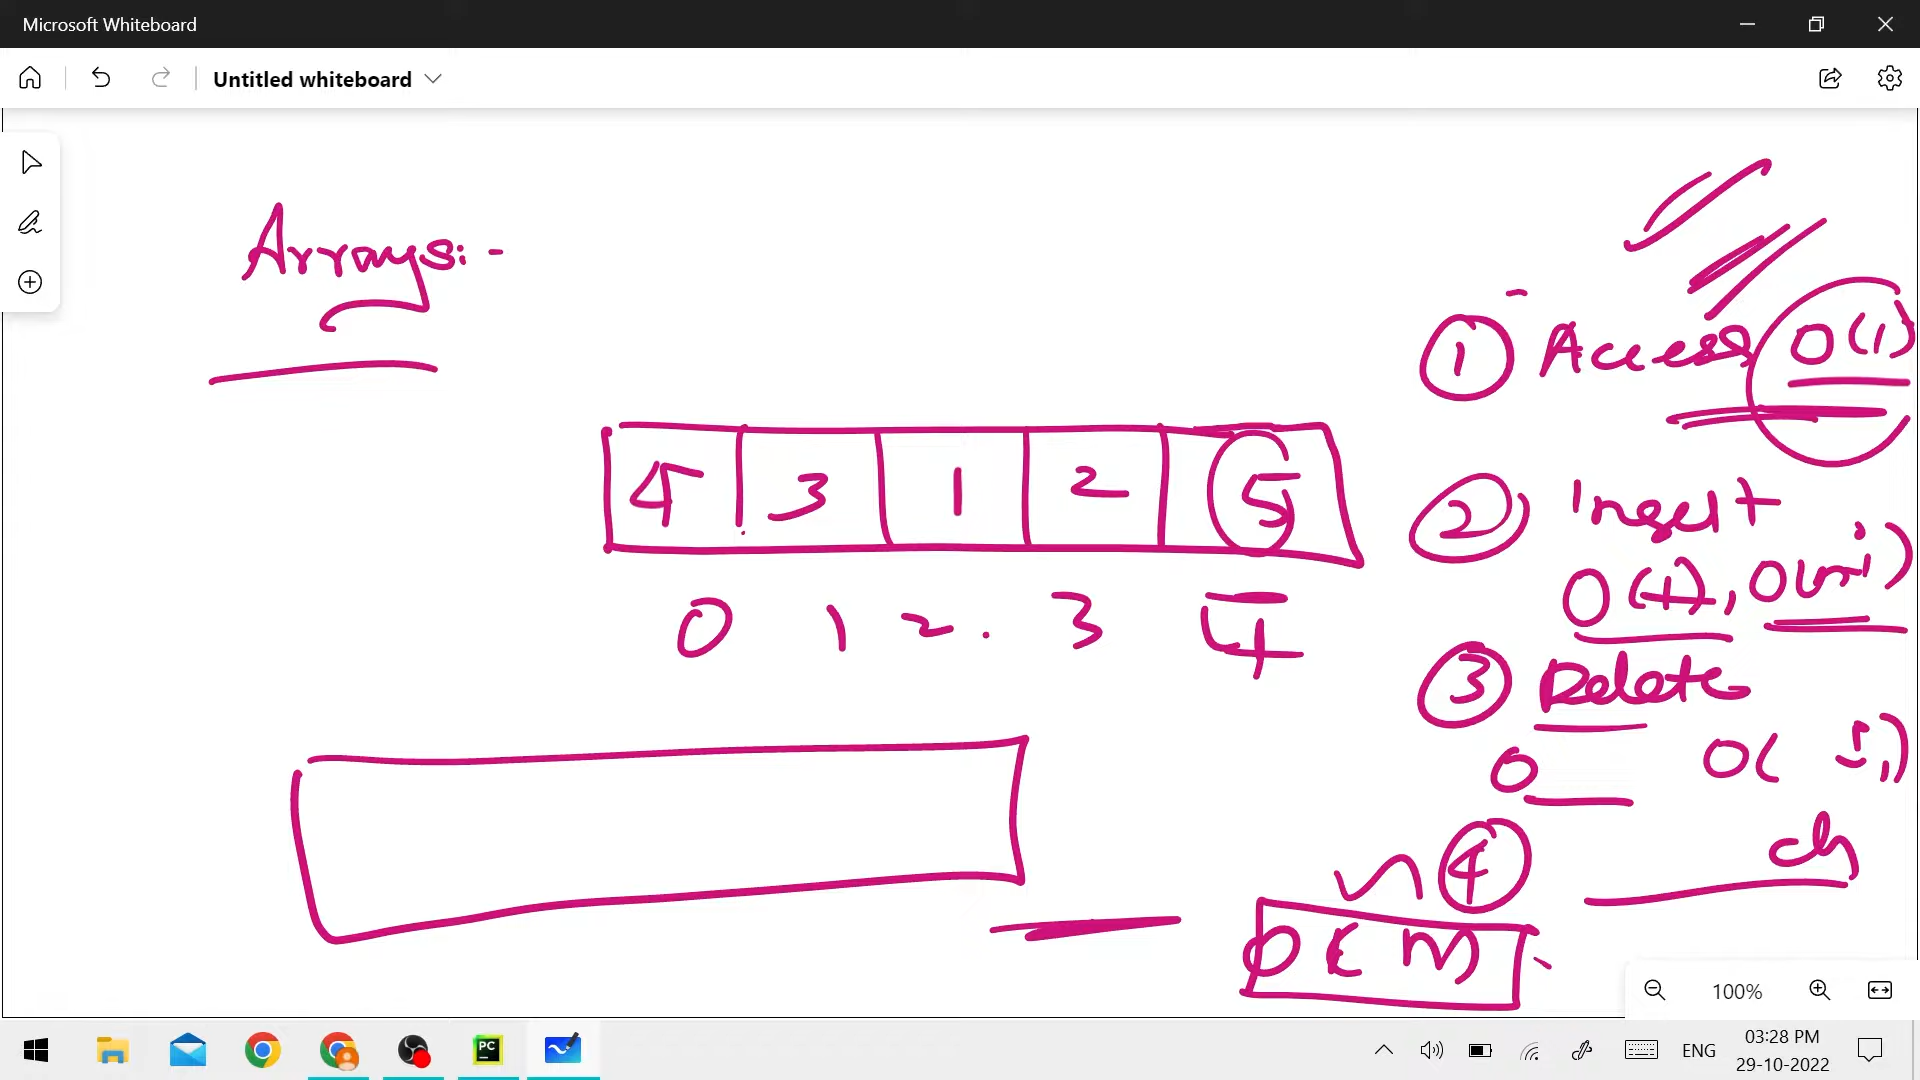 Microsoft Whiteboard
Untitled whiteboard
Arrays:-
1 Access O(1)
4 3 1 2 5
2 Insert
0 1 2 . 3 4
O(1), O(n)
3 Delete
O O(
n 4
O(n)
100%
PC
ENG
03:28 PM
29-10-2022